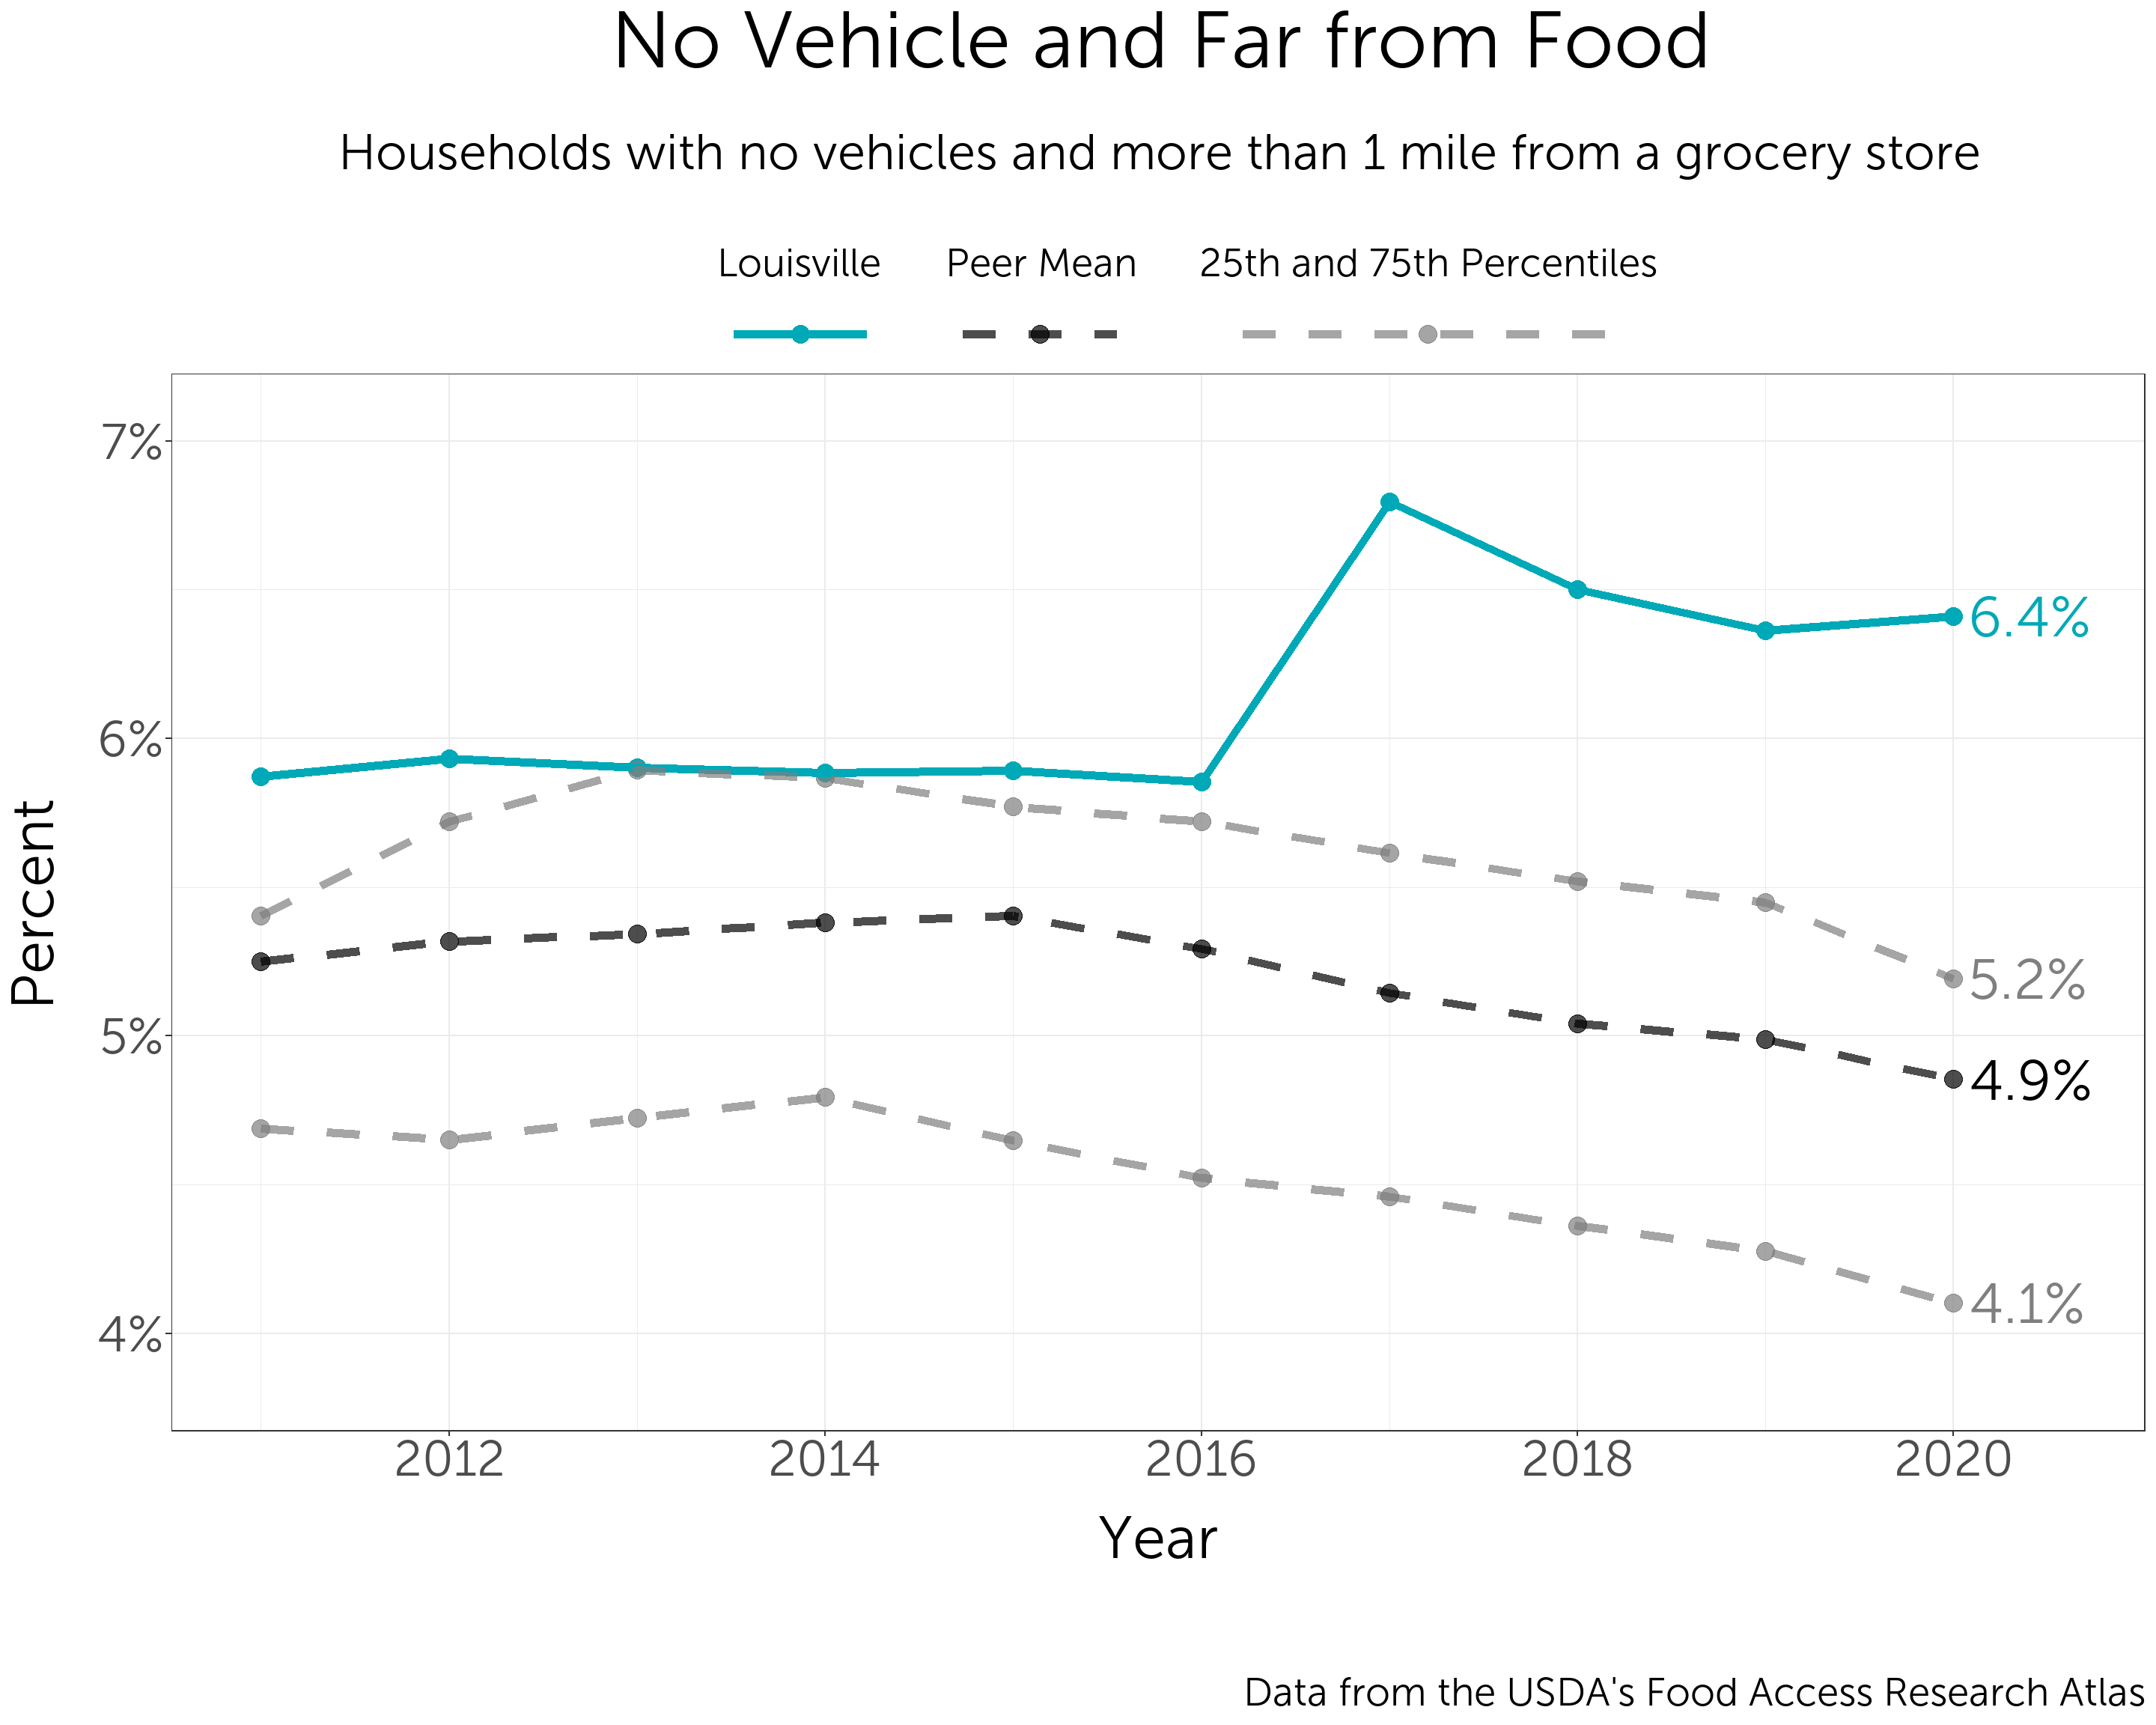 No Vehicle and Far from Food
Households with no vehicles and more than 1 mile from a grocery store
Louisville Peer Mean 25th and 75th Percentiles
7%
6%
5%
4%
Percent
6.4%
5.2%
4.9%
4.1%
2012 2014 2016 2018 2020
Year
Data from the USDA's Food Access Research Atlas